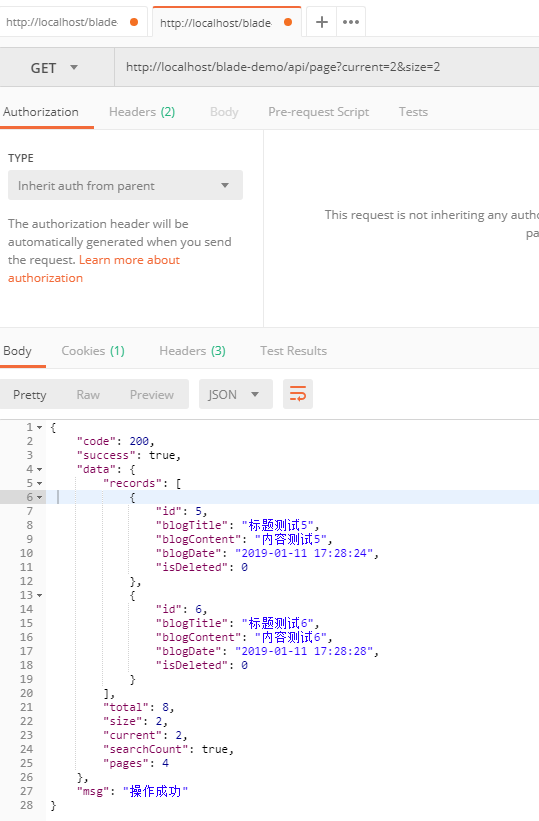 http://localhost/blade
http://localhost/blade
+
•••
GET
http://localhost/blade-demo/api/page?current=2&size=2
Authorization
Headers (2)
Body
Pre-request Script
Tests
TYPE
Inherit auth from parent
The authorization header will be
automatically generated when you send
the request. Learn more about
authorization
This request is not inheriting any autho
pa
Body
Cookies (1)
Headers (3)
Test Results
Pretty
Raw
Preview
JSON
1 {
2 "code": 200,
3 "success": true,
4 "data": {
5 "records": [
6 {
7 "id": 5,
8 "blogTitle": "标题测试5",
9 "blogContent": "内容测试5",
10 "blogDate": "2019-01-11 17:28:24",
11 "isDeleted": 0
12 },
13 {
14 "id": 6,
15 "blogTitle": "标题测试6",
16 "blogContent": "内容测试6",
17 "blogDate": "2019-01-11 17:28:28",
18 "isDeleted": 0
19 }
20 ],
21 "total": 8,
22 "size": 2,
23 "current": 2,
24 "searchCount": true,
25 "pages": 4
26 },
27 "msg": "操作成功"
28 }